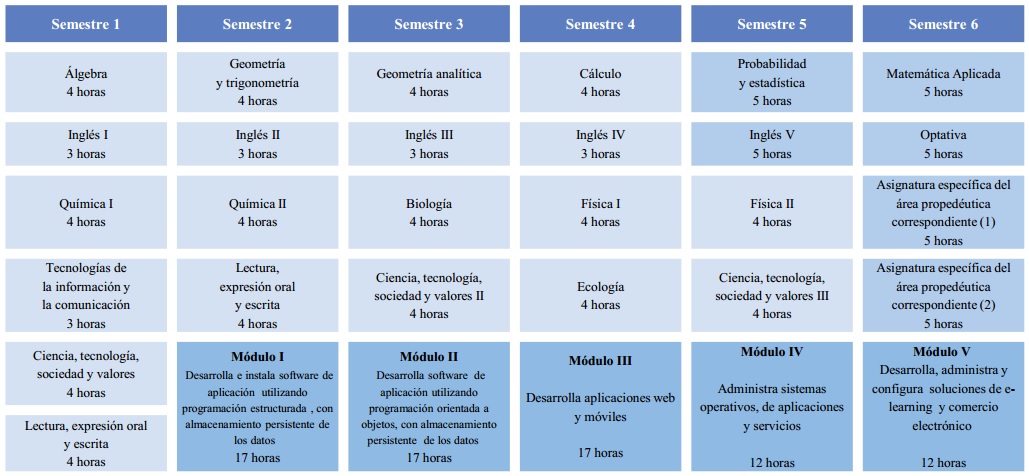 Semestre 1
Semestre 2
Semestre 3
Semestre 4
Semestre 5
Semestre 6
Álgebra
4 horas
Geometría
y trigonometría
4 horas
Geometría analítica
4 horas
Cálculo
4 horas
Probabilidad
y estadística
5 horas
Matemática Aplicada
5 horas
Inglés I
3 horas
Inglés II
3 horas
Inglés III
3 horas
Inglés IV
3 horas
Inglés V
5 horas
Optativa
5 horas
Química I
4 horas
Química II
4 horas
Biología
4 horas
Física I
4 horas
Física II
4 horas
Asignatura específica del
área propedéutica
correspondiente (1)
5 horas
Tecnologías de
la información y
la comunicación
3 horas
Lectura,
expresión oral
y escrita
4 horas
Ciencia, tecnología,
sociedad y valores II
4 horas
Ecología
4 horas
Ciencia, tecnología,
sociedad y valores III
4 horas
Asignatura específica del
área propedéutica
correspondiente (2)
5 horas
Ciencia, tecnología,
sociedad y valores
4 horas
Lectura, expresión oral
y escrita
4 horas
Módulo I
Desarrolla e instala software de
aplicación utilizando
programación estructurada , con
almacenamiento persistente de
los datos
17 horas
Módulo II
Desarrolla software de
aplicación utilizando
programación orientada a
objetos, con almacenamiento
persistente de los datos
17 horas
Módulo III
Desarrolla aplicaciones web
y móviles
17 horas
Módulo IV
Administra sistemas
operativos, de aplicaciones
y servicios
12 horas
Módulo V
Desarrolla, administra y
configura soluciones de e-
learning y comercio
electrónico
12 horas